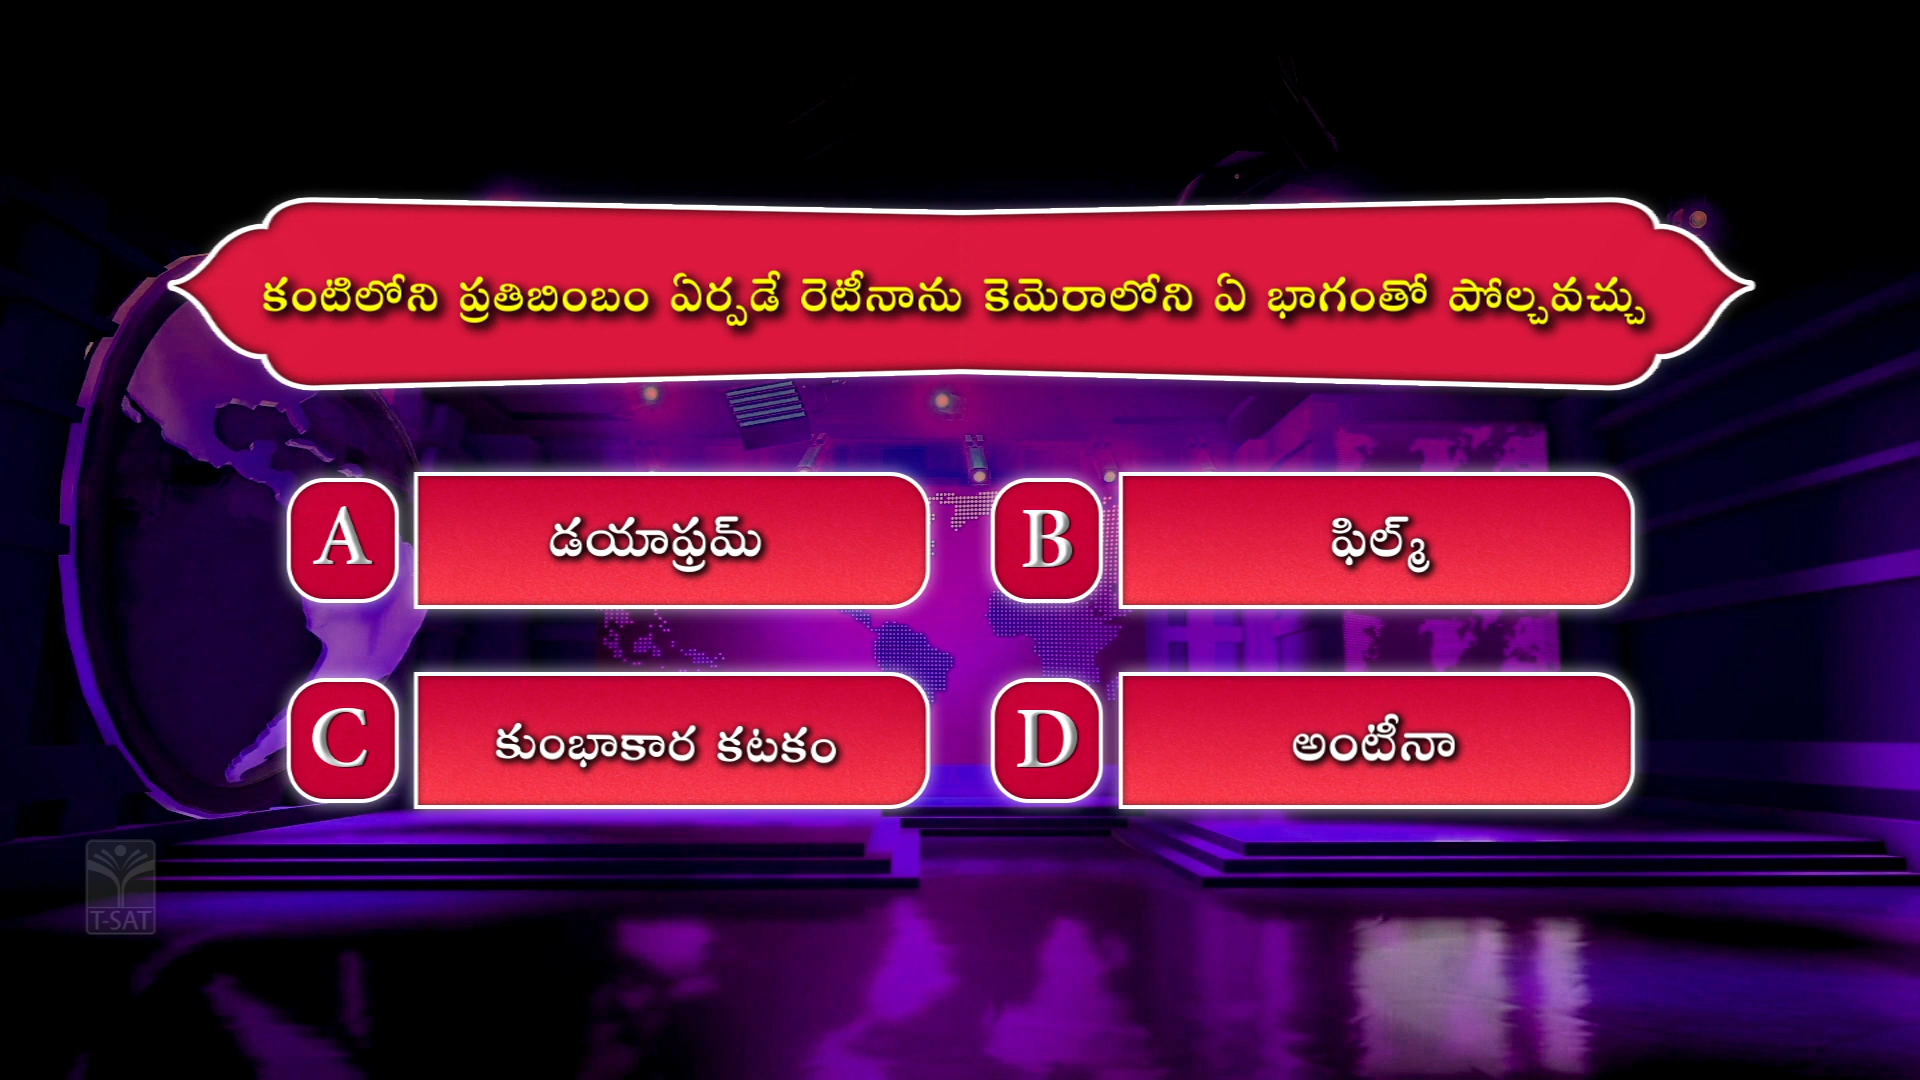 కంటిలోని ప్రతిబింబం ఏర్పడే రెటీనాను కెమెరాలోని ఏ భాగంతో పోల్చవచ్చు
A డయాఫ్రమ్
B ఫిల్మ్
C కుంభాకార కటకం
D అంటీనా
T-SAT